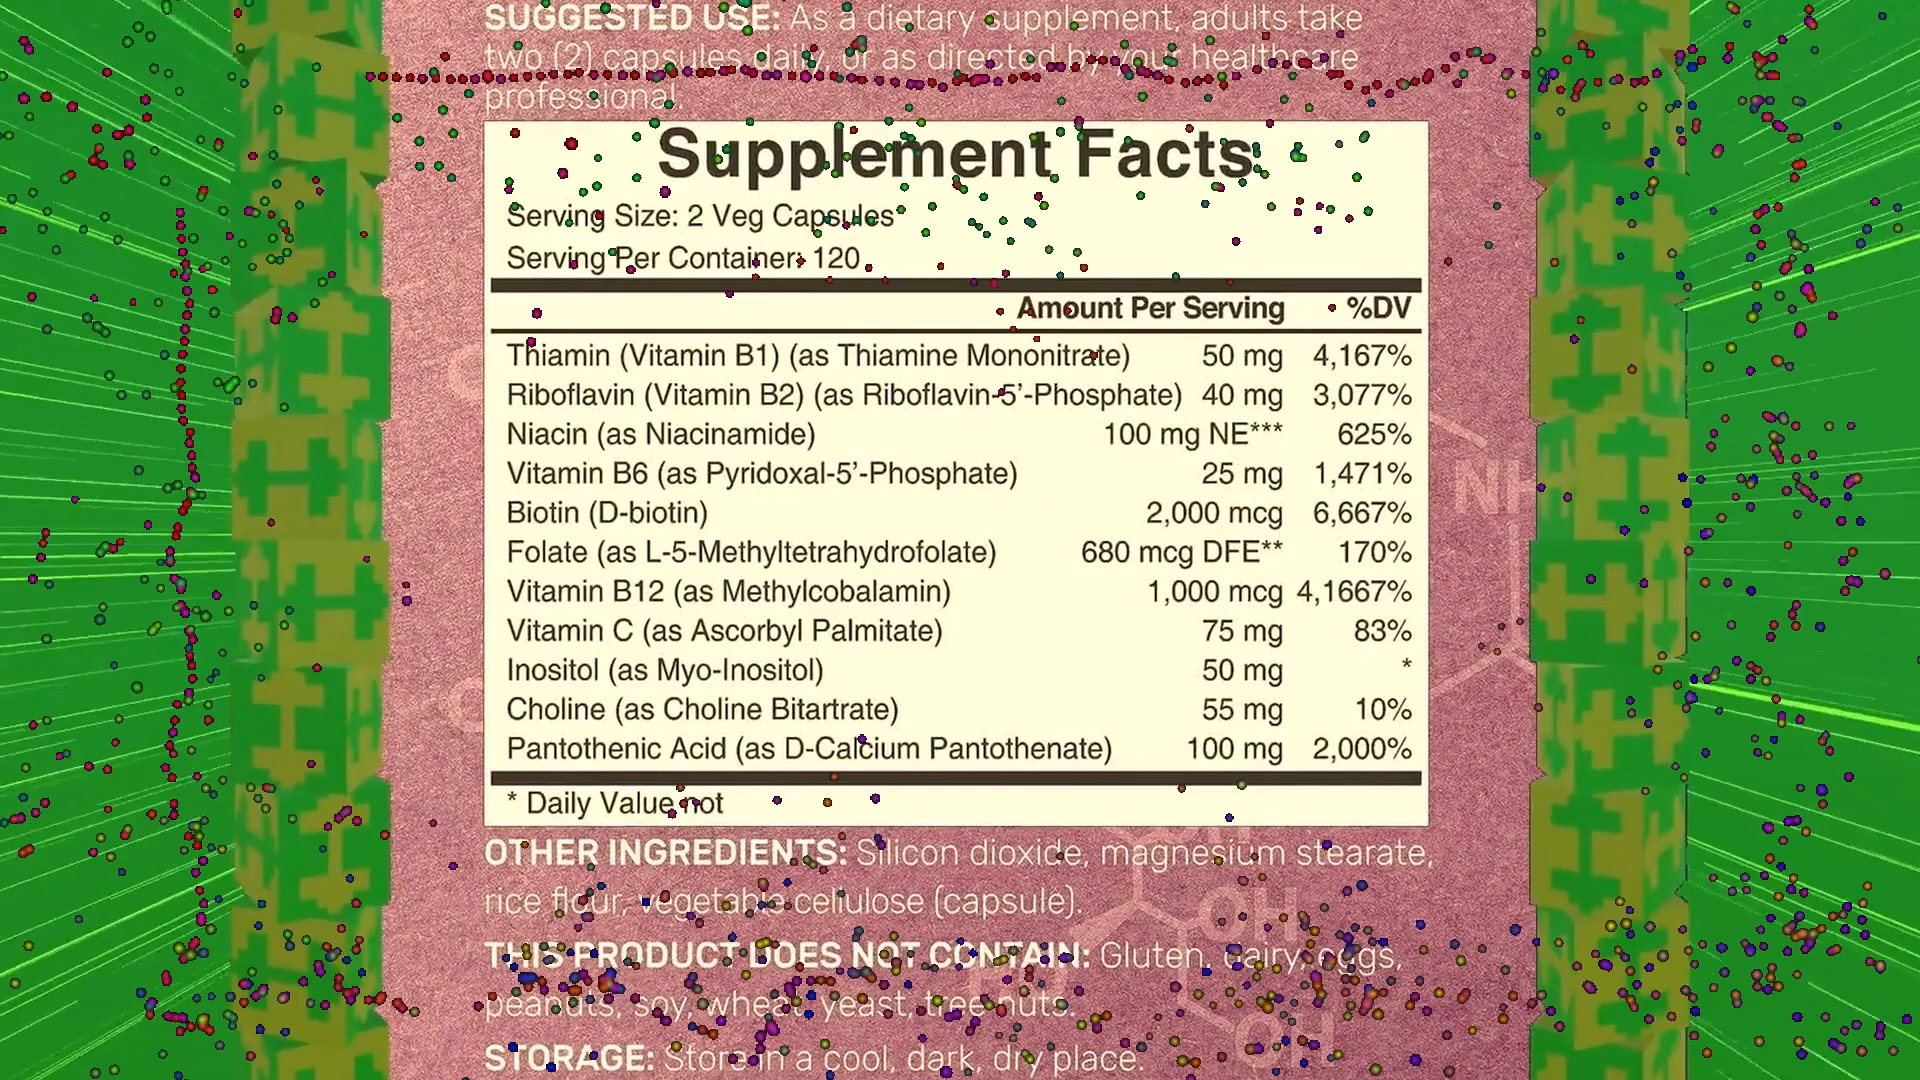 SUGGESTED USE: As a dietary supplement, adults take
two (2) capsules daily, or as directed by your healthcare
professional.
Supplement Facts
Serving Size: 2 Veg Capsules
Serving Per Container: 120
Amount Per Serving %DV
Thiamin (Vitamin B1) (as Thiamine Mononitrate) 50 mg 4,167%
Riboflavin (Vitamin B2) (as Riboflavin-5’-Phosphate) 40 mg 3,077%
Niacin (as Niacinamide) 100 mg NE*** 625%
Vitamin B6 (as Pyridoxal-5’-Phosphate) 25 mg 1,471%
Biotin (D-biotin) 2,000 mcg 6,667%
Folate (as L-5-Methyltetrahydrofolate) 680 mcg DFE** 170%
Vitamin B12 (as Methylcobalamin) 1,000 mcg 4,1667%
Vitamin C (as Ascorbyl Palmitate) 75 mg 83%
Inositol (as Myo-Inositol) 50 mg *
Choline (as Choline Bitartrate) 55 mg 10%
Pantothenic Acid (as D-Calcium Pantothenate) 100 mg 2,000%
* Daily Value not
OTHER INGREDIENTS: Silicon dioxide, magnesium stearate,
rice flour, vegetable cellulose (capsule).
THIS PRODUCT DOES NOT CONTAIN: Gluten, dairy, eggs,
peanuts, soy, wheat, yeast, tree nuts.
STORAGE: Store in a cool, dark, dry place.
NH
OH
OH